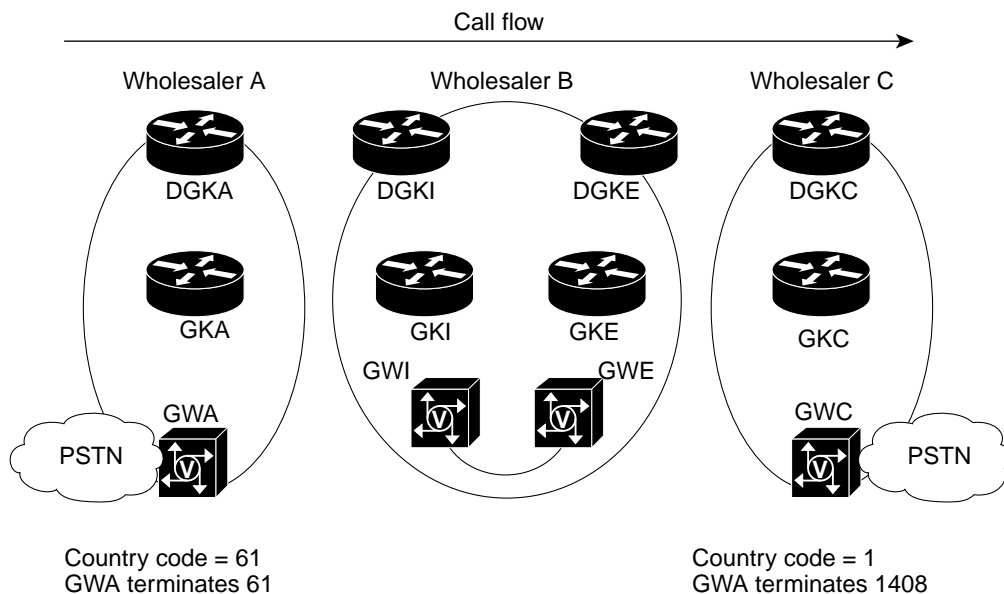 Call flow
Wholesaler A
Wholesaler B
Wholesaler C
DGKA
DGKI
DGKE
DGKC
GKA
GKI
GKE
GKC
GWI
GWE
GWA
GWC
PSTN
V
V
V
V
PSTN
Country code = 61
GWA terminates 61
Country code = 1
GWA terminates 1408